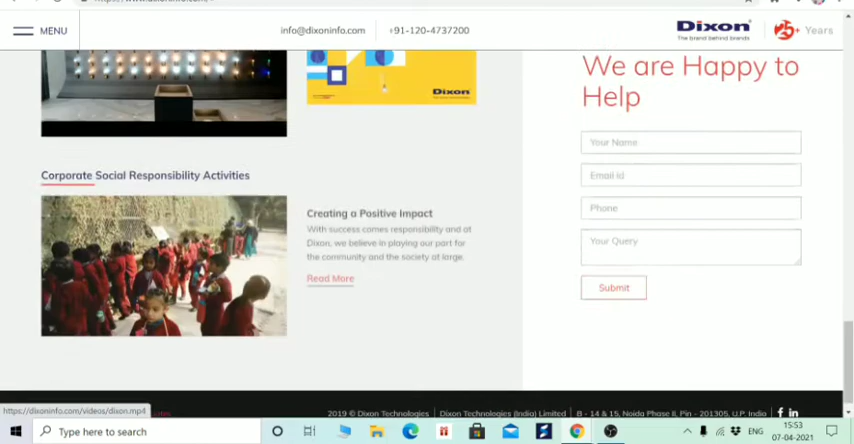 MENU
info@dixoninfo.com
+91-120-4737200
Dixon
The brand behind brands
25+ Years
We are Happy to
Help
Dixon
Your Name
Email Id
Corporate Social Responsibility Activities
Phone
Creating a Positive Impact
With success comes responsibility and at
Dixon, we believe in playing our part for
the community and the society at large.
Read More
Your Query
Submit
https://dixoninfo.com/videos/dixon.mp4
2019 © Dixon Technologies
Dixon Technologies (India) Limited
B - 14 & 15, Noida Phase II, Pin - 201305, U.P. India
f in
Type here to search
ENG
15:53
07-04-2021